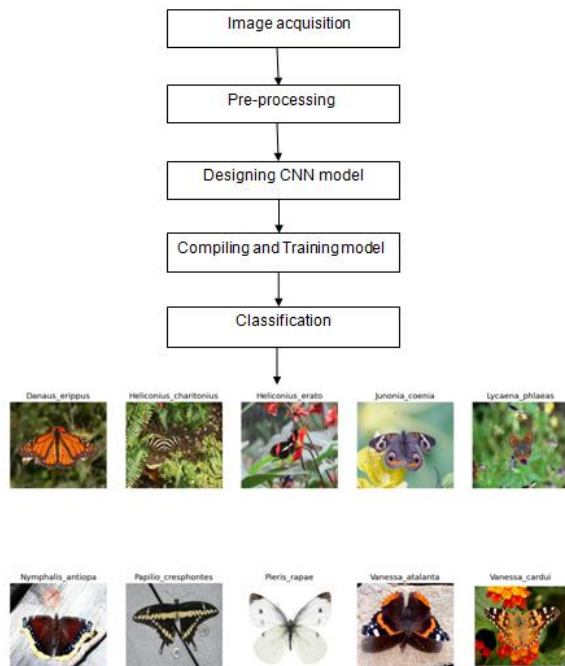 Image acquisition
Pre-processing
Designing CNN model
Compiling and Training model
Classification
Danaus_erippus
Heliconius_charitonius
Heliconius_erato
Junonia_coenia
Lycaena_phlaeas
Nymphalis_antiopa
Papilio_cresphontes
Pieris_rapae
Vanessa_atalanta
Vanessa_cardui